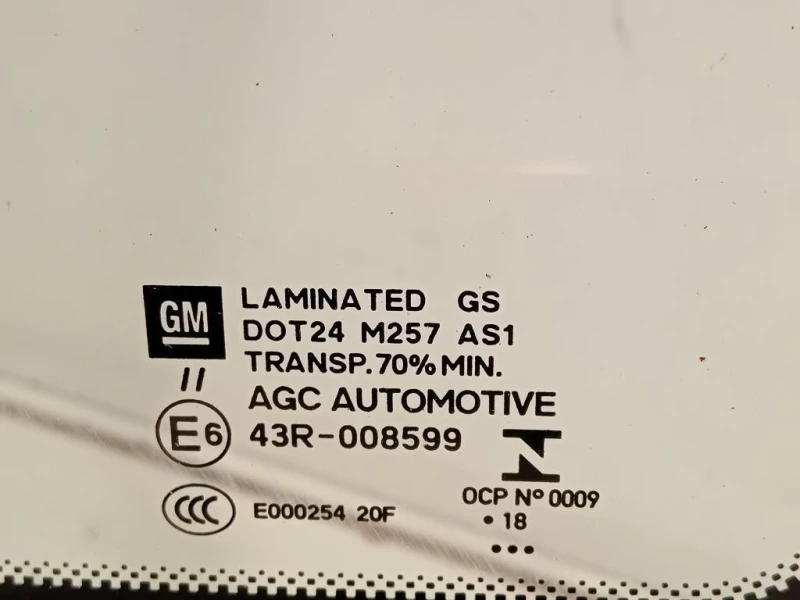 GM
LAMINATED GS
DOT24 M257 AS1
TRANSP.70% MIN.
II
AGC AUTOMOTIVE
E6 43R-008599
OCP Nº 0009
CCC E000254 20F
• 18
•••